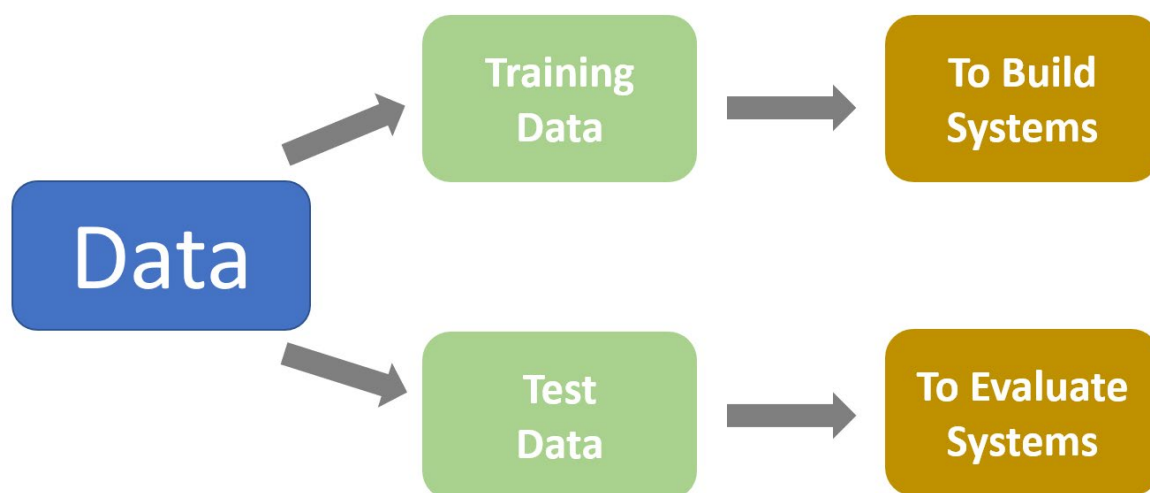 Data
Training
Data
To Build
Systems
Test
Data
To Evaluate
Systems